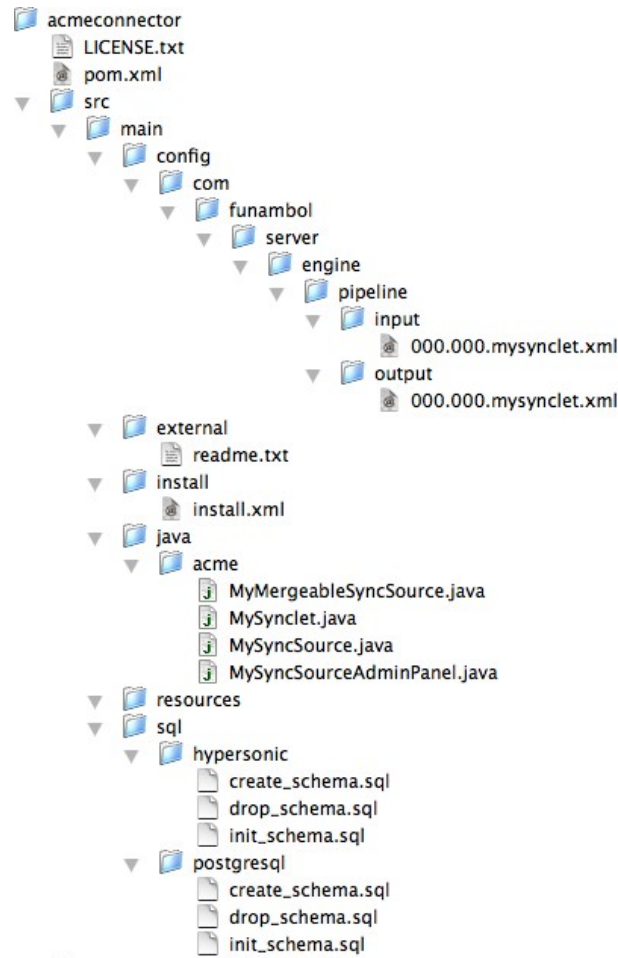 acmeconnector
LICENSE.txt
pom.xml
src
main
config
com
funambol
server
engine
pipeline
input
000.000.mysynclet.xml
output
000.000.mysynclet.xml
external
readme.txt
install
install.xml
java
acme
MyMergeableSyncSource.java
MySynclet.java
MySyncSource.java
MySyncSourceAdminPanel.java
resources
sql
hypersonic
create_schema.sql
drop_schema.sql
init_schema.sql
postgresql
create_schema.sql
drop_schema.sql
init_schema.sql